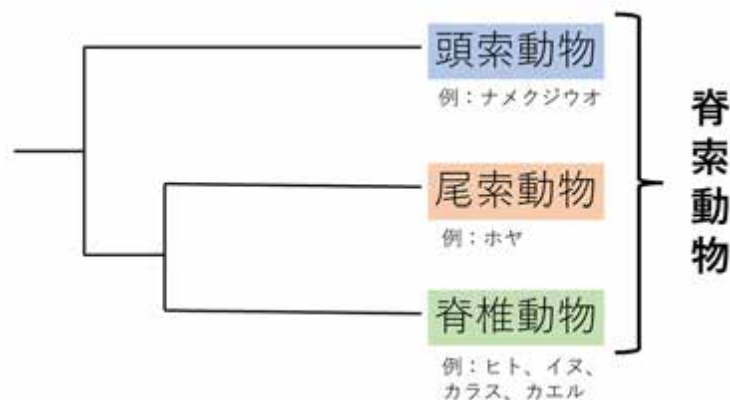 頭索動物
例：ナメクジウオ
尾索動物
例：ホヤ
脊椎動物
例：ヒト、イヌ、
カラス、カエル
脊索動物